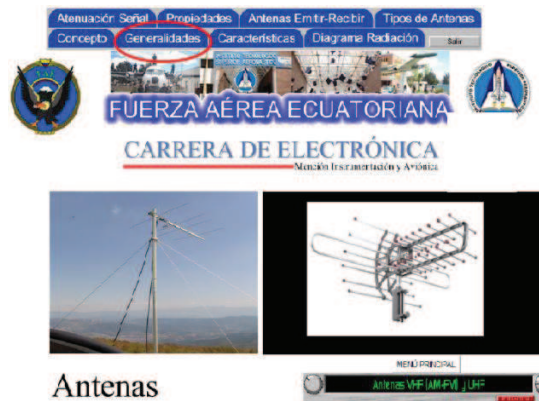 Atenuación Señal Propiedades Antenas Emitir-Recibir Tipos de Antenas
Concepto Generalidades Características Diagrama Radiación Salir
FUERZA AÉREA ECUATORIANA
CARRERA DE ELECTRÓNICA
Mención Instrumentación y Aviónica
MENÚ PRINCIPAL
Antenas VHF (AM-FM) y UHF
Antenas